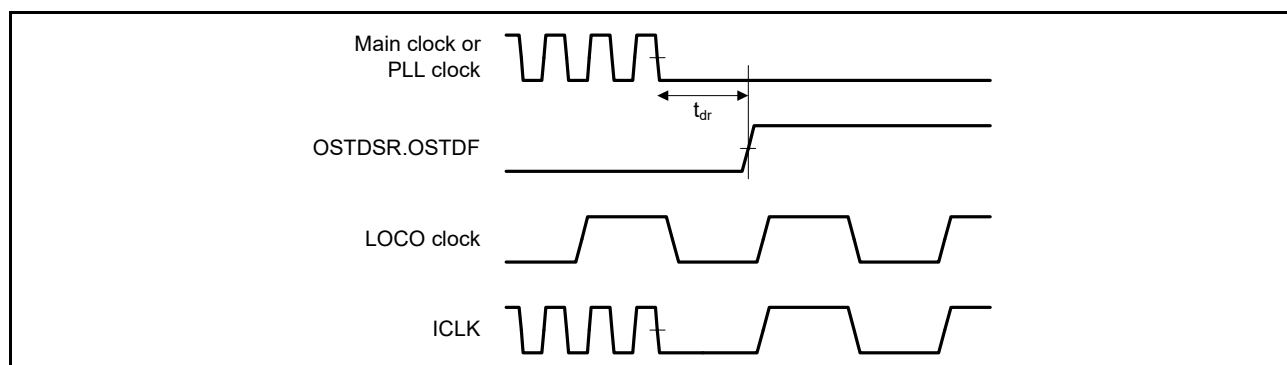 Main clock or
PLL clock
tdr
OSTDSR.OSTDF
LOCO clock
ICLK